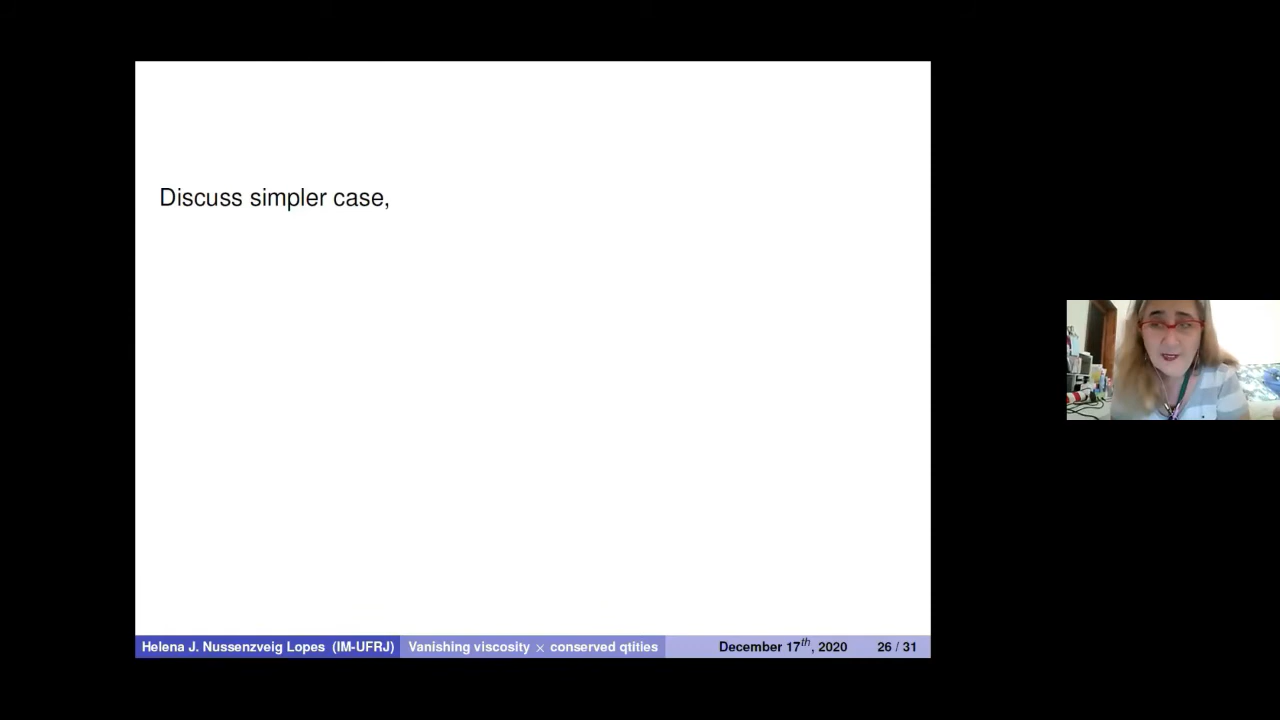 Discuss simpler case,
Helena J. Nussenzveig Lopes (IM-UFRJ) Vanishing viscosity × conserved qtities December 17th, 2020 26 / 31